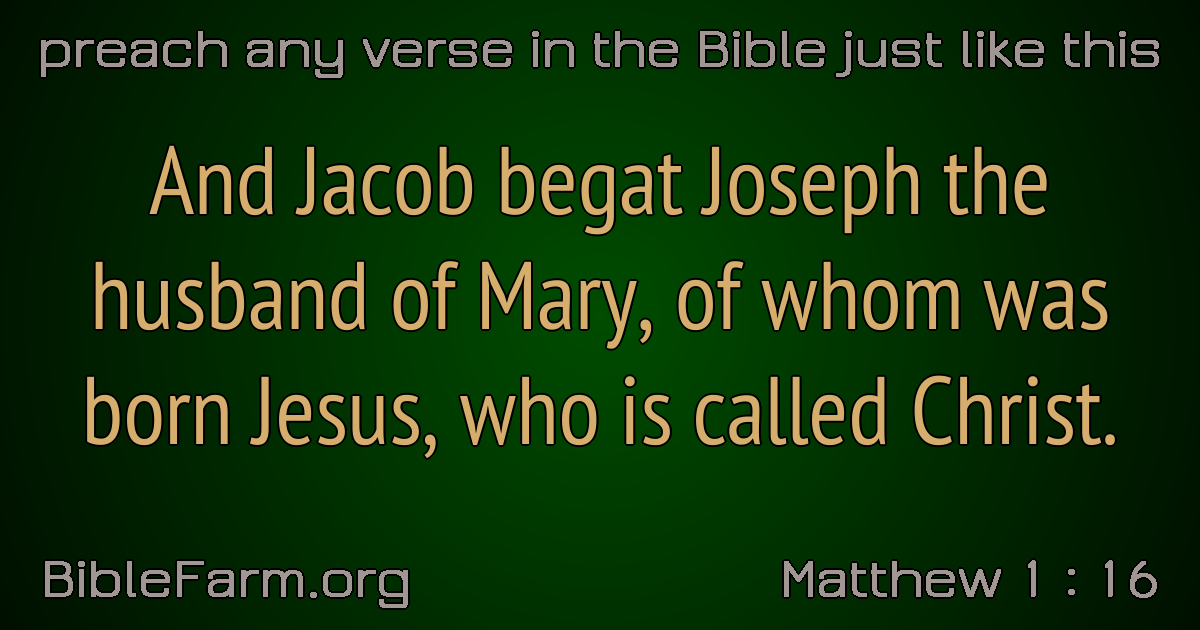 preach any verse in the Bible just like this
And Jacob begat Joseph the
husband of Mary, of whom was
born Jesus, who is called Christ.
BibleFarm.org
Matthew 1 : 16